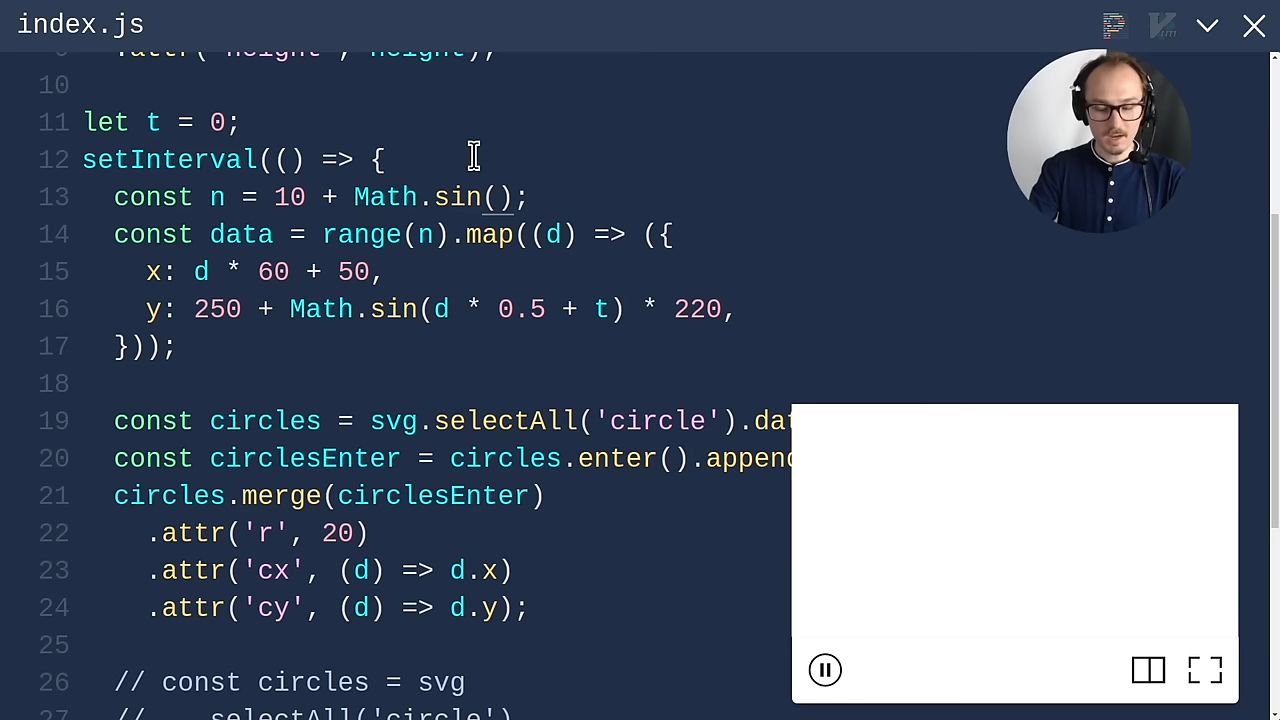 index.js
.attr('height', height);
10
11 let t = 0;
12 setInterval(() => {
13 const n = 10 + Math.sin();
14 const data = range(n).map((d) => ({
15 x: d * 60 + 50,
16 y: 250 + Math.sin(d * 0.5 + t) * 220,
17 }));
18
19 const circles = svg.selectAll('circle').dat
20 const circlesEnter = circles.enter().append
21 circles.merge(circlesEnter)
22 .attr('r', 20)
23 .attr('cx', (d) => d.x)
24 .attr('cy', (d) => d.y);
25
26 // const circles = svg
27 // .selectAll('circle')